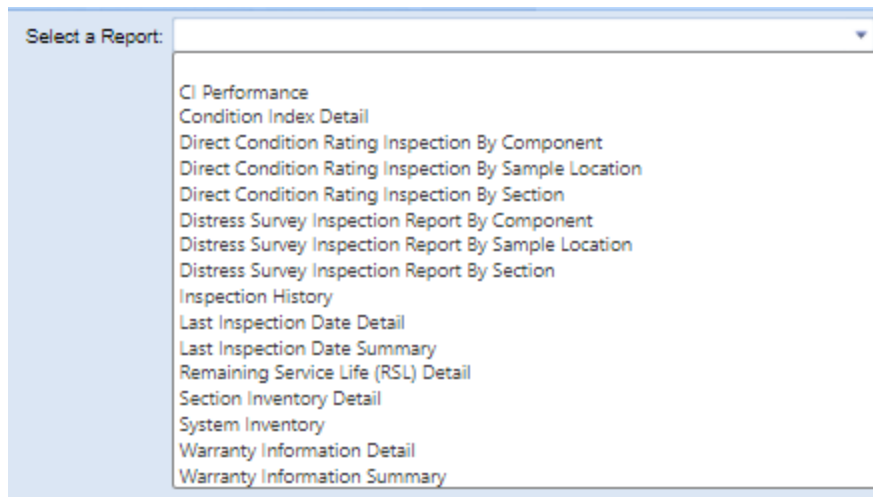 Select a Report:
CI Performance
Condition Index Detail
Direct Condition Rating Inspection By Component
Direct Condition Rating Inspection By Sample Location
Direct Condition Rating Inspection By Section
Distress Survey Inspection Report By Component
Distress Survey Inspection Report By Sample Location
Distress Survey Inspection Report By Section
Inspection History
Last Inspection Date Detail
Last Inspection Date Summary
Remaining Service Life (RSL) Detail
Section Inventory Detail
System Inventory
Warranty Information Detail
Warranty Information Summary